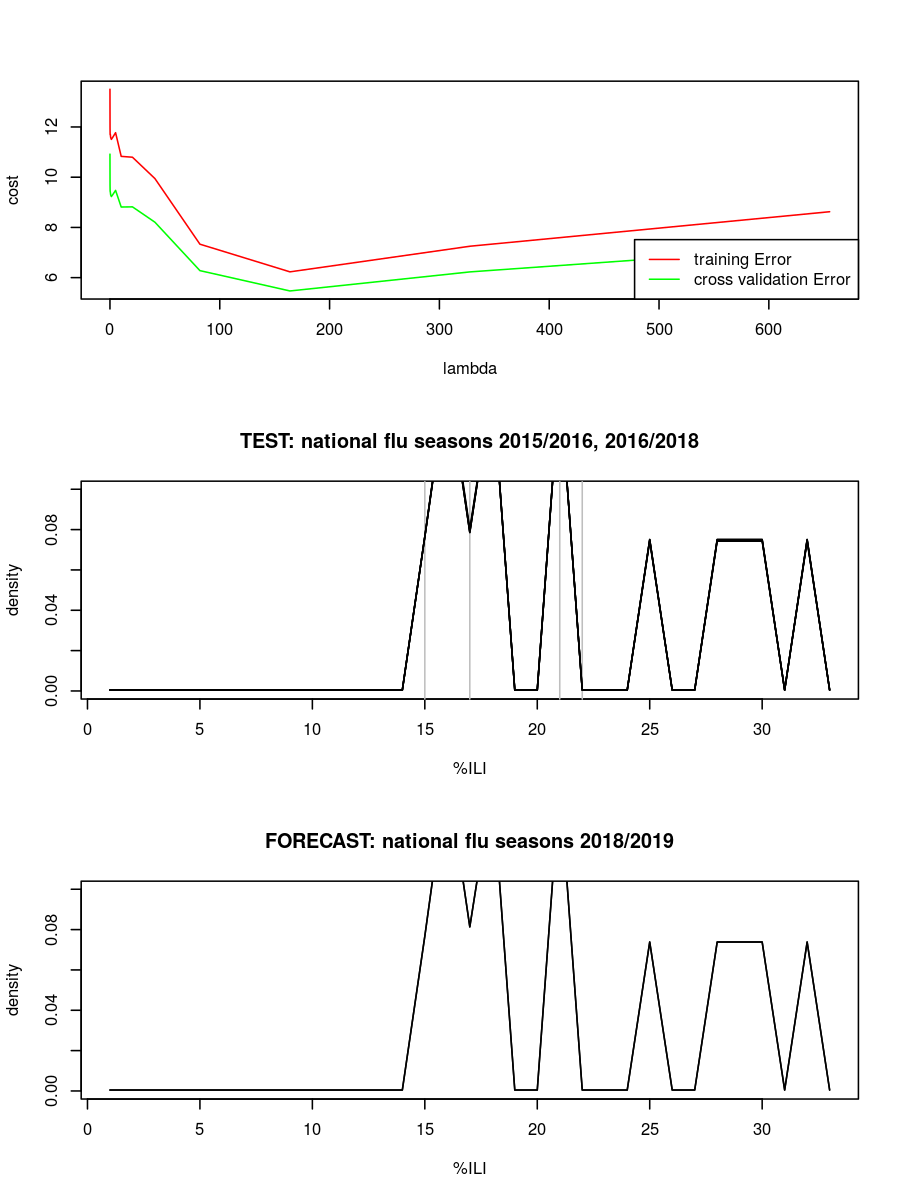 12
10
8
6
cost
training Error
cross validation Error
0 100 200 300 400 500 600
lambda
TEST: national flu seasons 2015/2016, 2016/2018
0.08
0.04
0.00
density
0 5 10 15 20 25 30
%ILI
FORECAST: national flu seasons 2018/2019
0.08
0.04
0.00
density
0 5 10 15 20 25 30
%ILI